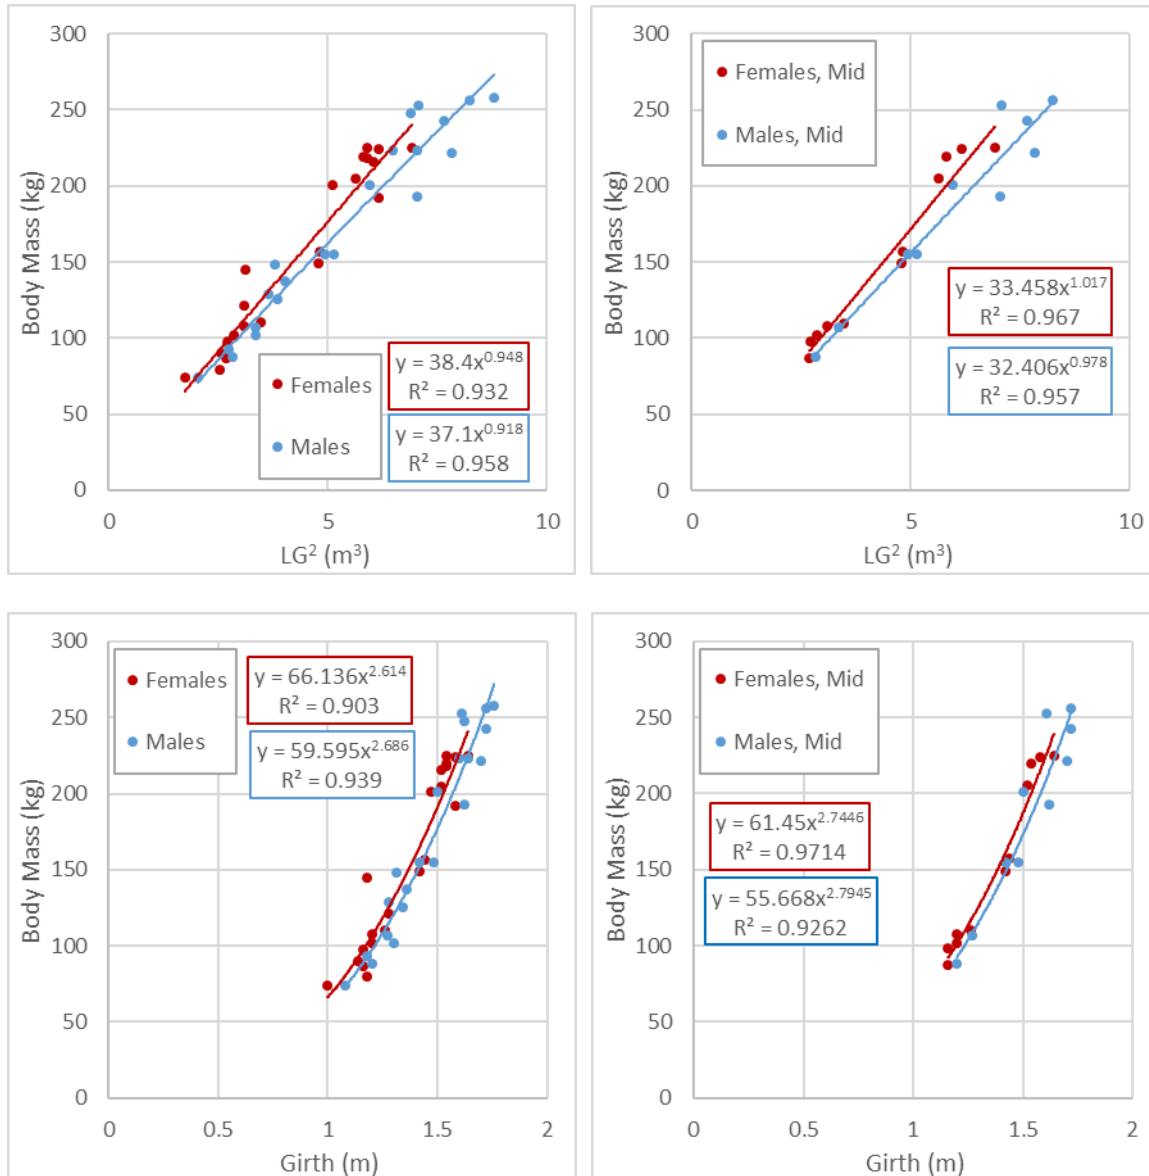 300
250
200
150
100
50
0
Body Mass (kg)
Females
Males
y = 38.4x^0.948
R² = 0.932
y = 37.1x^0.918
R² = 0.958
0 5 10
LG² (m³)
300
250
200
150
100
50
0
Body Mass (kg)
Females, Mid
Males, Mid
y = 33.458x^1.017
R² = 0.967
y = 32.406x^0.978
R² = 0.957
0 5 10
LG² (m³)
300
250
200
150
100
50
0
Body Mass (kg)
Females
Males
y = 66.136x^2.614
R² = 0.903
y = 59.595x^2.686
R² = 0.939
0 0.5 1 1.5 2
Girth (m)
300
250
200
150
100
50
0
Body Mass (kg)
Females, Mid
Males, Mid
y = 61.45x^2.7446
R² = 0.9714
y = 55.668x^2.7945
R² = 0.9262
0 0.5 1 1.5 2
Girth (m)